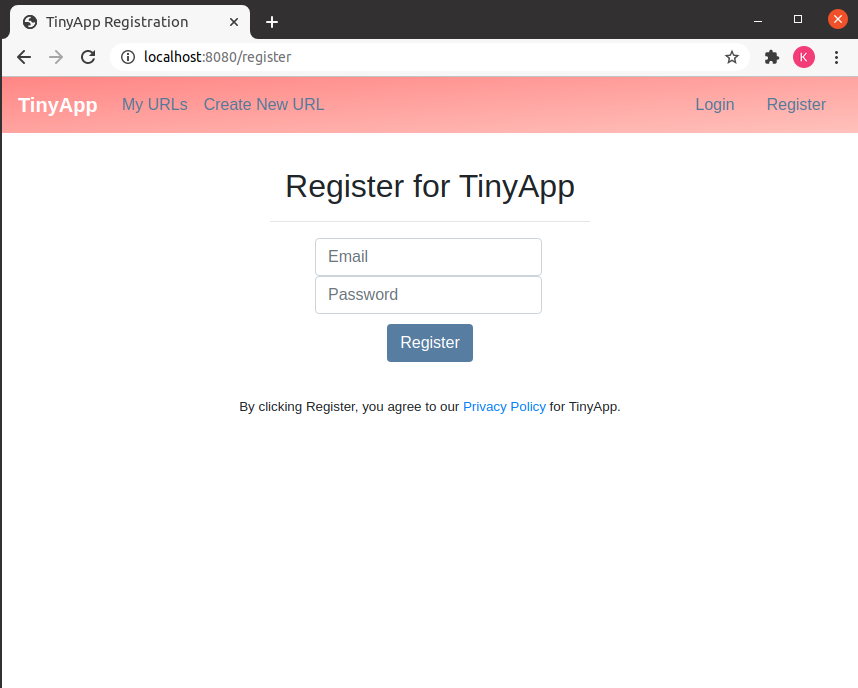 TinyApp Registration
localhost:8080/register
K
TinyApp My URLs Create New URL Login Register
Register for TinyApp
Email
Password
Register
By clicking Register, you agree to our Privacy Policy for TinyApp.